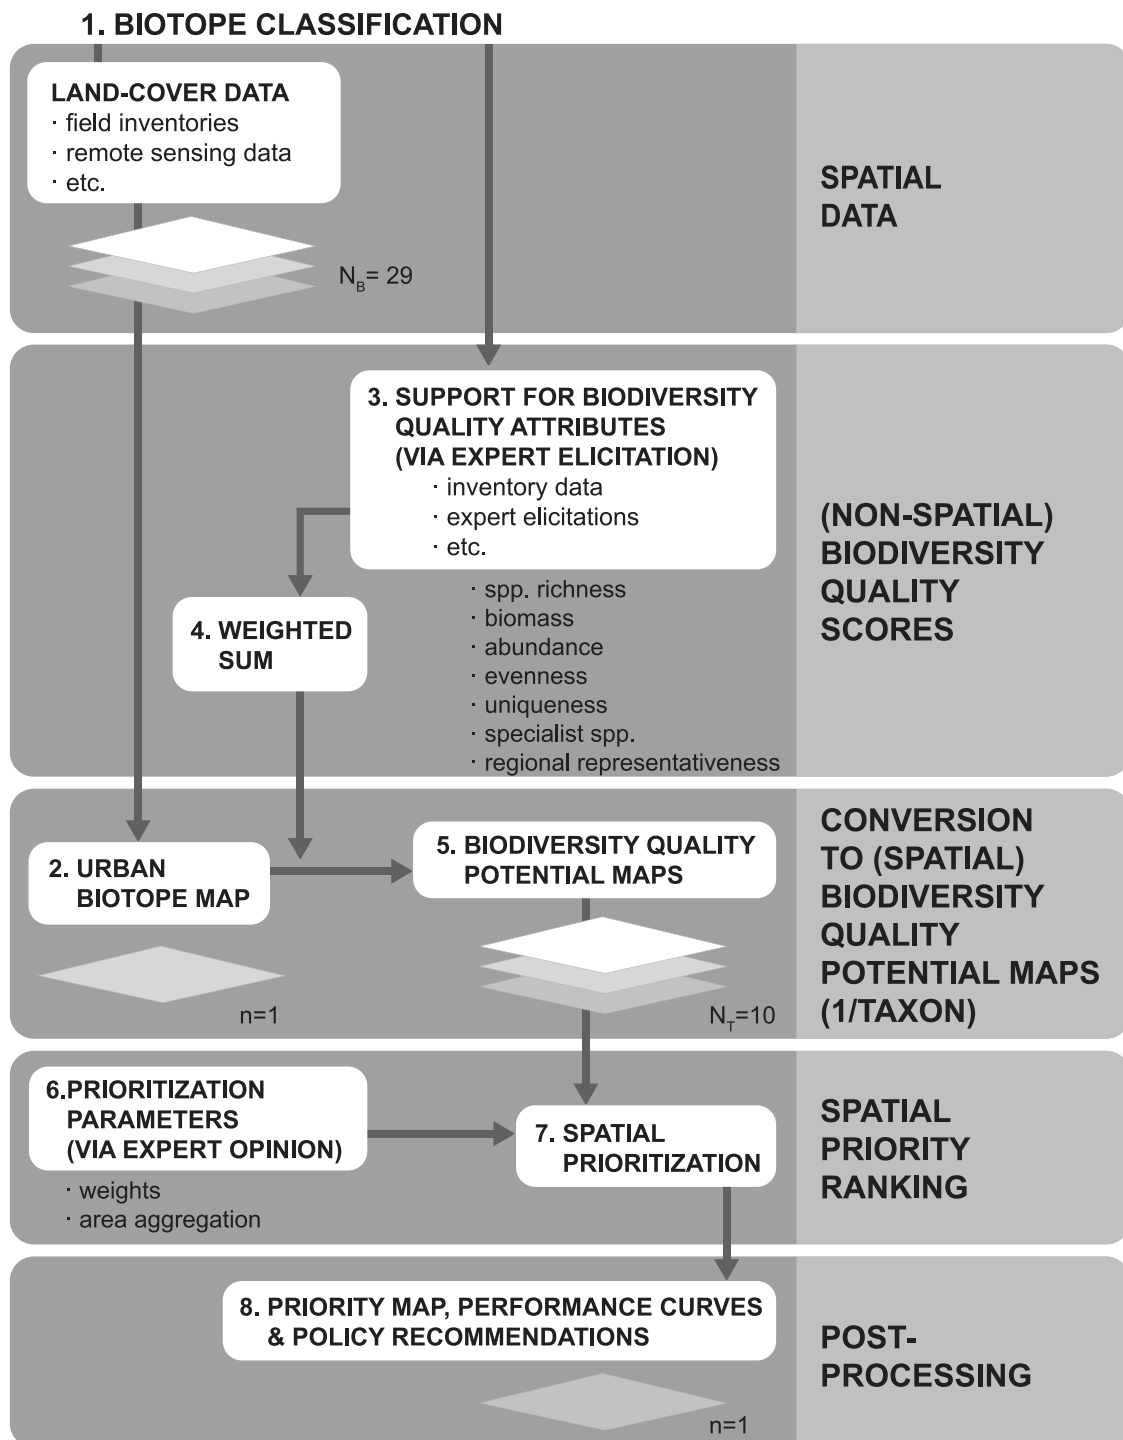 1. BIOTOPE CLASSIFICATION
LAND-COVER DATA
· field inventories
· remote sensing data
· etc.
N_B= 29
SPATIAL
DATA
3. SUPPORT FOR BIODIVERSITY
QUALITY ATTRIBUTES
(VIA EXPERT ELICITATION)
· inventory data
· expert elicitations
· etc.
· spp. richness
· biomass
· abundance
· evenness
· uniqueness
· specialist spp.
· regional representativeness
4. WEIGHTED
SUM
(NON-SPATIAL)
BIODIVERSITY
QUALITY
SCORES
2. URBAN
BIOTOPE MAP
n=1
5. BIODIVERSITY QUALITY
POTENTIAL MAPS
N_T=10
CONVERSION
TO (SPATIAL)
BIODIVERSITY
QUALITY
POTENTIAL MAPS
(1/TAXON)
6.PRIORITIZATION
PARAMETERS
(VIA EXPERT OPINION)
· weights
· area aggregation
7. SPATIAL
PRIORITIZATION
SPATIAL
PRIORITY
RANKING
8. PRIORITY MAP, PERFORMANCE CURVES
& POLICY RECOMMENDATIONS
n=1
POST-
PROCESSING